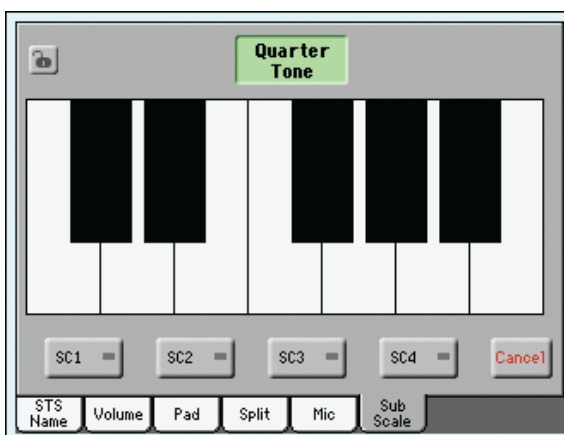 Quarter
Tone
SC1
SC2
SC3
SC4
Cancel
STS
Name
Volume
Pad
Split
Mic
Sub
Scale